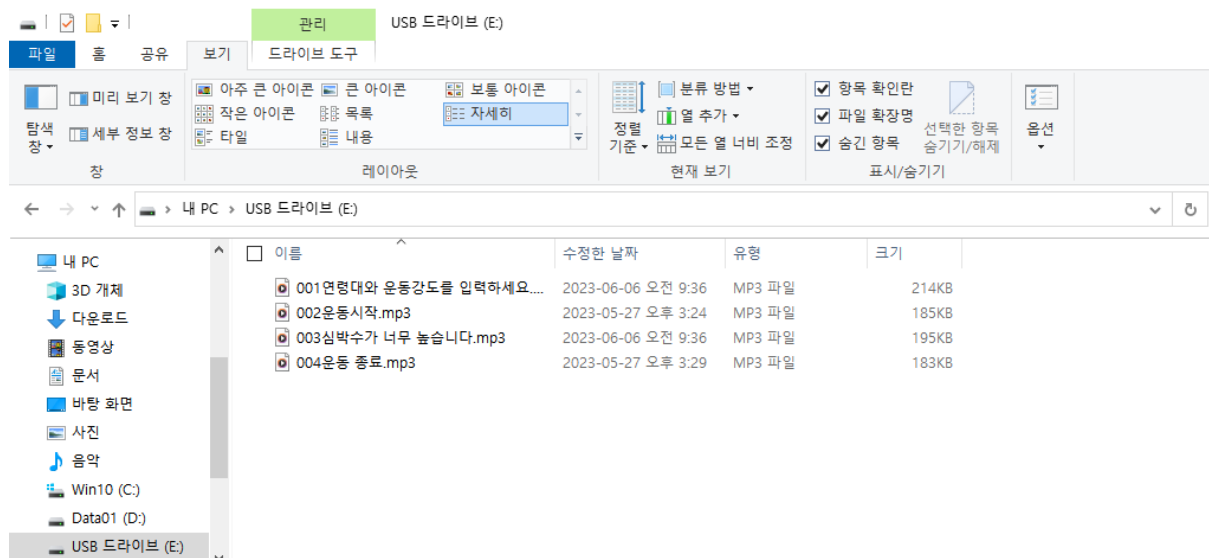 관리 USB 드라이브 (E:)
파일 홈 공유 보기 드라이브 도구
탐색 창
미리 보기 창
세부 정보 창
창
아주 큰 아이콘 큰 아이콘 보통 아이콘
작은 아이콘 목록 자세히
타일 내용
레이아웃
정렬 기준
분류 방법
열 추가
모든 열 너비 조정
현재 보기
항목 확인란
파일 확장명
숨긴 항목
선택한 항목
숨기기/해제
표시/숨기기
옵션
내 PC USB 드라이브 (E:)
내 PC
3D 개체
다운로드
동영상
문서
바탕 화면
사진
음악
Win10 (C:)
Data01 (D:)
USB 드라이브 (E:)
이름 수정한 날짜 유형 크기
001연령대와 운동강도를 입력하세요.... 2023-06-06 오전 9:36 MP3 파일 214KB
002운동시작.mp3 2023-05-27 오후 3:24 MP3 파일 185KB
003심박수가 너무 높습니다.mp3 2023-06-06 오전 9:36 MP3 파일 195KB
004운동 종료.mp3 2023-05-27 오후 3:29 MP3 파일 183KB